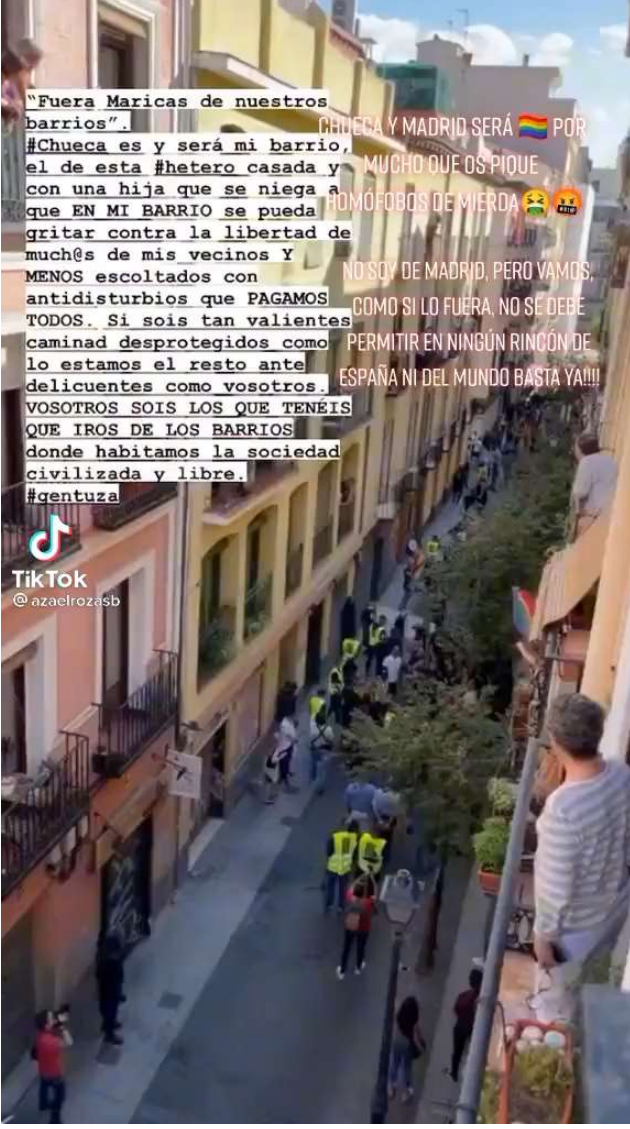 “Fuera Maricas de nuestros
barrios”.
#Chueca es y será mi barrio,
el de esta #hetero casada y
con una hija que se niega a
que EN MI BARRIO se pueda
gritar contra la libertad de
much@s de mis vecinos Y
MENOS escoltados con
antidisturbios que PAGAMOS
TODOS. Si sois tan valientes
caminad desprotegidos como
lo estamos el resto ante
delicuentes como vosotros.
VOSOTROS SOIS LOS QUE TENÉIS
QUE IROS DE LOS BARRIOS
donde habitamos la sociedad
civilizada y libre.
#gentuza
CHUECA Y MADRID SERÁ 🏳️‍🌈 POR
MUCHO QUE OS PIQUE
HOMÓFOBOS DE MIERDA🤮🤬
NO SOY DE MADRID, PERO VAMOS,
COMO SI LO FUERA, NO SE DEBE
PERMITIR EN NINGÚN RINCÓN DE
ESPAÑA NI DEL MUNDO BASTA YA!!!!
TikTok
@azaelrozasb